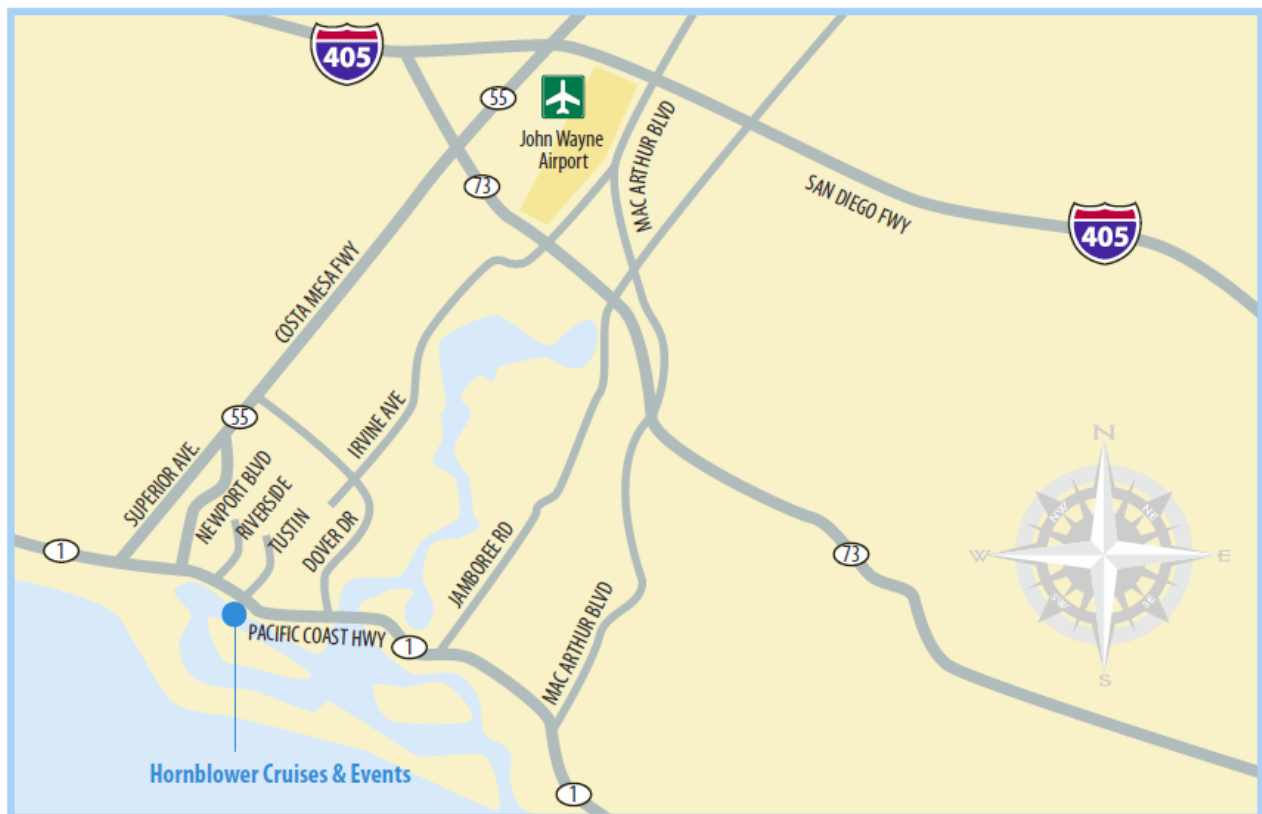 405
55
John Wayne
Airport
MAC ARTHUR BLVD
73
SAN DIEGO FWY
405
COSTA MESA FWY
55
IRVINE AVE
SUPERIOR AVE.
NEWPORT BLVD
RIVERSIDE
TUSTIN
DOVER DR
JAMBOREE RD
1
73
N
NW
NE
W
E
SW
SE
S
PACIFIC COAST HWY
1
MAC ARTHUR BLVD
Hornblower Cruises & Events
1